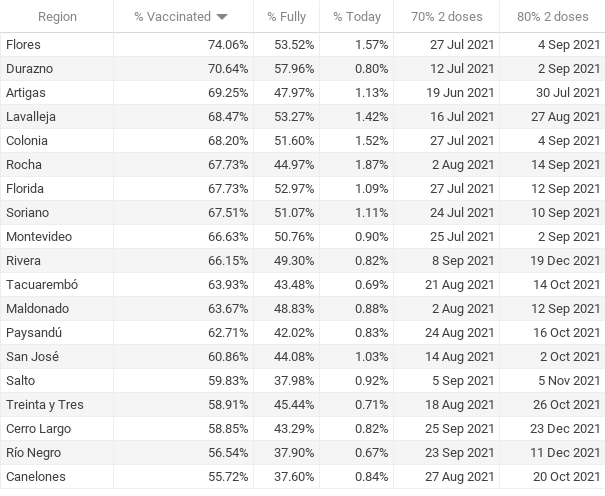 Region % Vaccinated % Fully % Today 70% 2 doses 80% 2 doses
Flores 74.06% 53.52% 1.57% 27 Jul 2021 4 Sep 2021
Durazno 70.64% 57.96% 0.80% 12 Jul 2021 2 Sep 2021
Artigas 69.25% 47.97% 1.13% 19 Jun 2021 30 Jul 2021
Lavalleja 68.47% 53.27% 1.42% 16 Jul 2021 27 Aug 2021
Colonia 68.20% 51.60% 1.52% 27 Jul 2021 4 Sep 2021
Rocha 67.73% 44.97% 1.87% 2 Aug 2021 14 Sep 2021
Florida 67.73% 52.97% 1.09% 27 Jul 2021 12 Sep 2021
Soriano 67.51% 51.07% 1.11% 24 Jul 2021 10 Sep 2021
Montevideo 66.63% 50.76% 0.90% 25 Jul 2021 2 Sep 2021
Rivera 66.15% 49.30% 0.82% 8 Sep 2021 19 Dec 2021
Tacuarembó 63.93% 43.48% 0.69% 21 Aug 2021 14 Oct 2021
Maldonado 63.67% 48.83% 0.88% 2 Aug 2021 12 Sep 2021
Paysandú 62.71% 42.02% 0.83% 24 Aug 2021 16 Oct 2021
San José 60.86% 44.08% 1.03% 14 Aug 2021 2 Oct 2021
Salto 59.83% 37.98% 0.92% 5 Sep 2021 5 Nov 2021
Treinta y Tres 58.91% 45.44% 0.71% 18 Aug 2021 26 Oct 2021
Cerro Largo 58.85% 43.29% 0.82% 25 Sep 2021 23 Dec 2021
Río Negro 56.54% 37.90% 0.67% 23 Sep 2021 11 Dec 2021
Canelones 55.72% 37.60% 0.84% 27 Aug 2021 20 Oct 2021